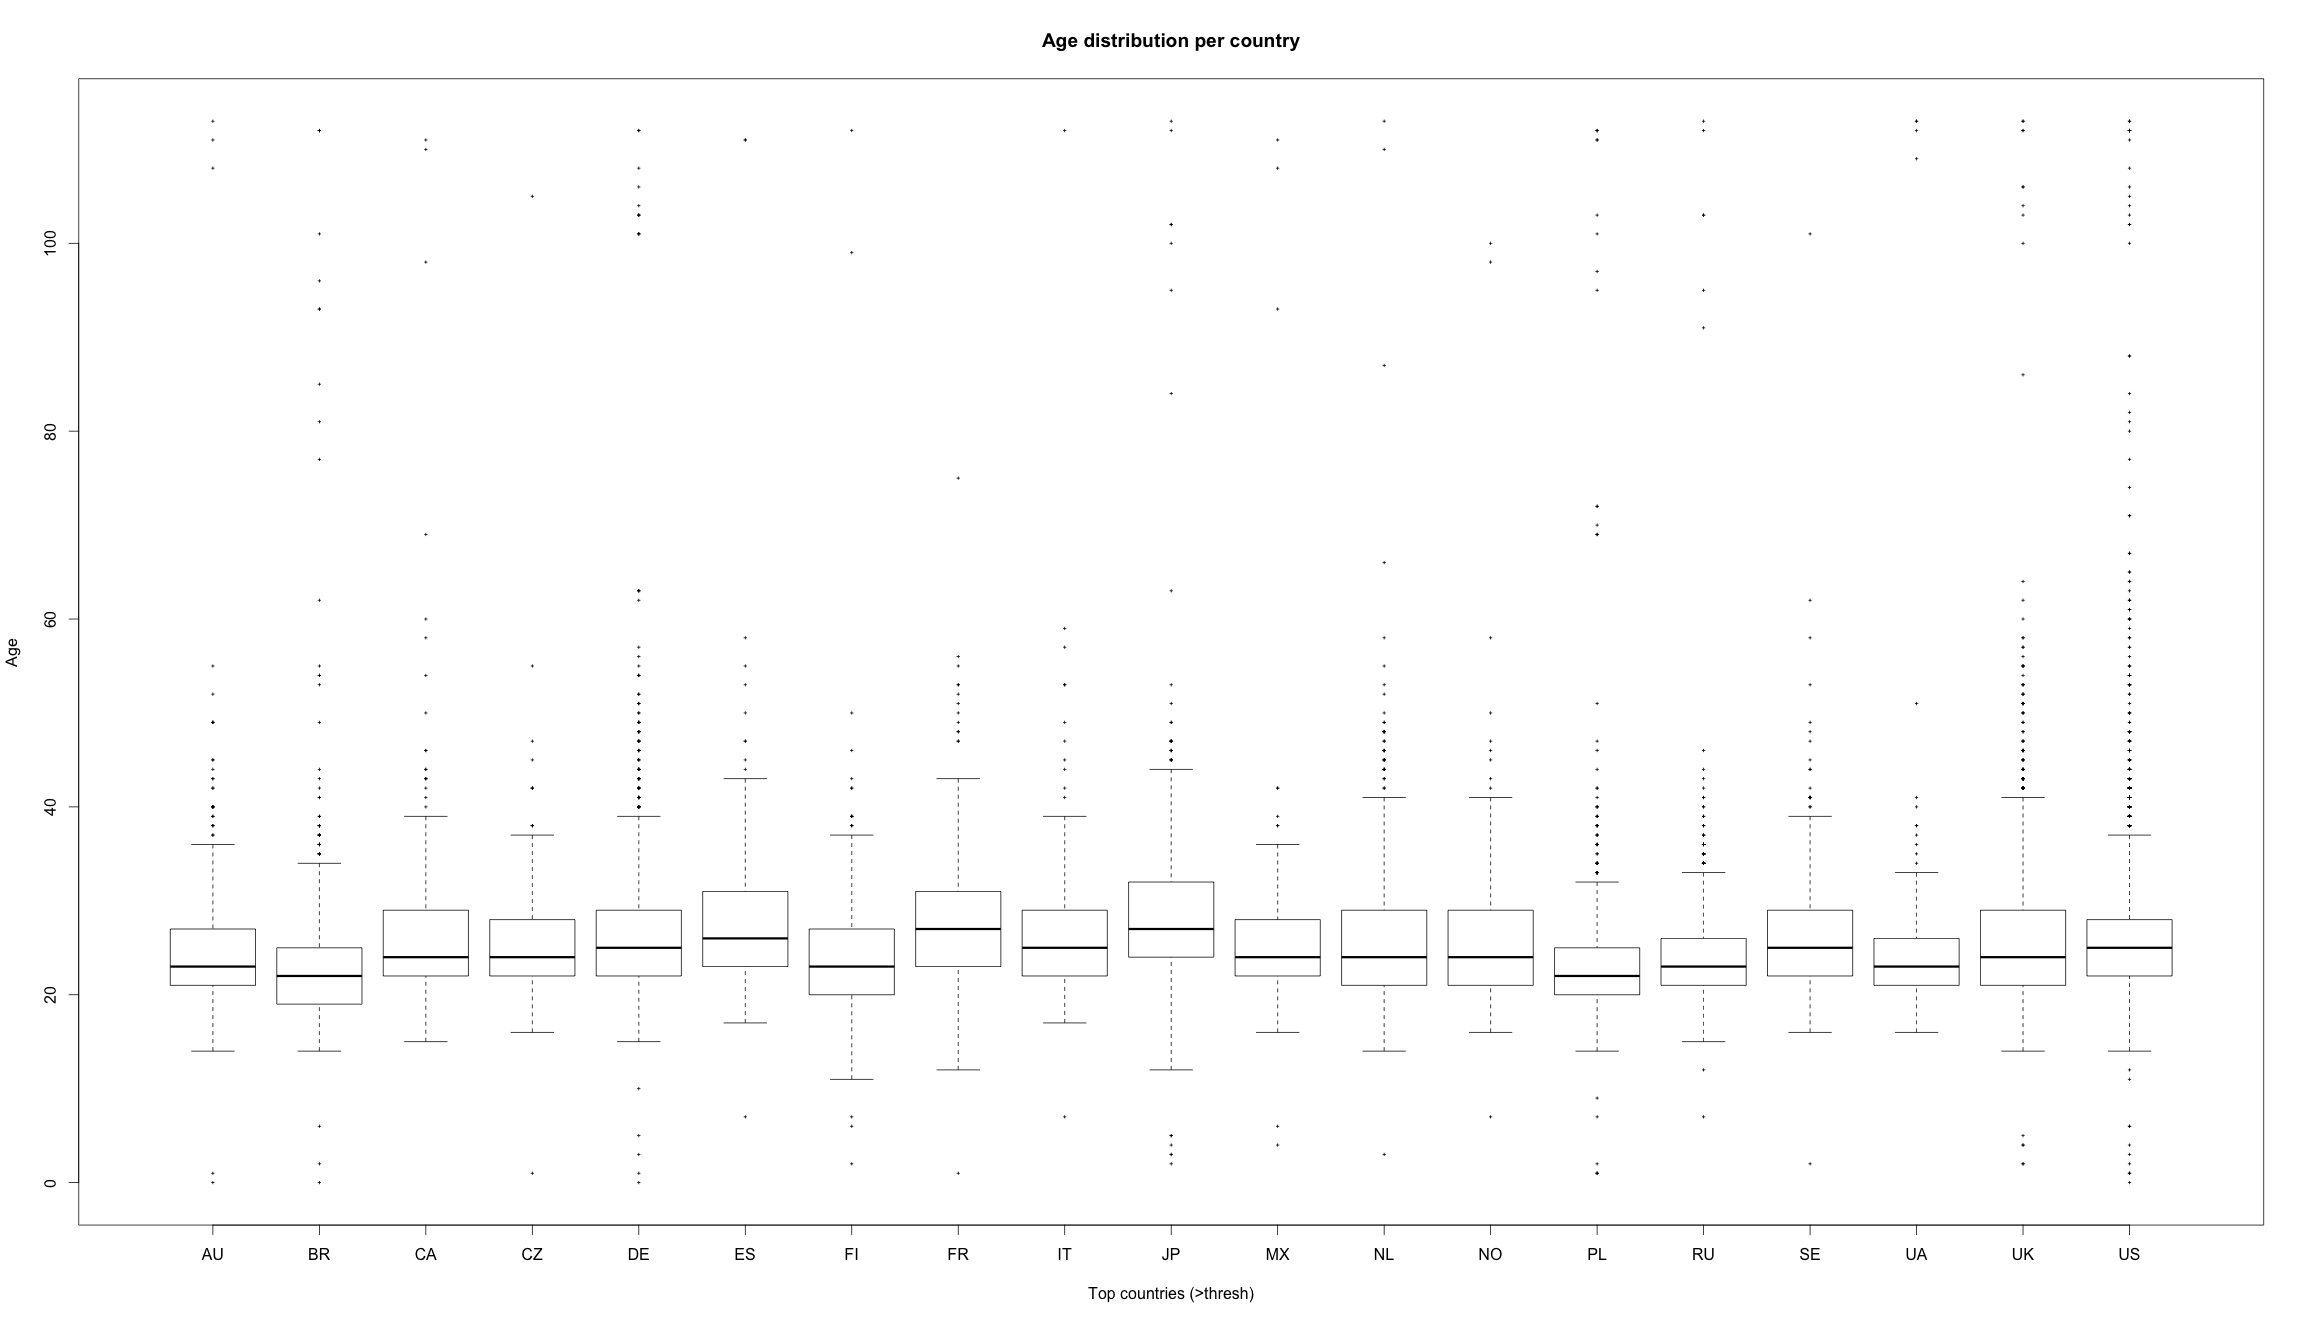 Age distribution per country
Age
100
80
60
40
20
0
AU BR CA CZ DE ES FI FR IT JP MX NL NO PL RU SE UA UK US
Top countries (>thresh)